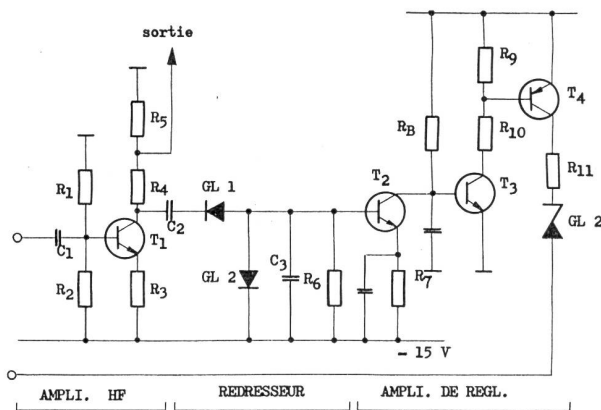 sortie
R5
R9
T4
R1
R4
GL 1
T2
RB
R10
R11
C1
T1
C2
T3
GL 2
GL 2
C3
R6
R2
R3
R7
- 15 V
AMPLI. HF
REDRESSEUR
AMPLI. DE REGL.